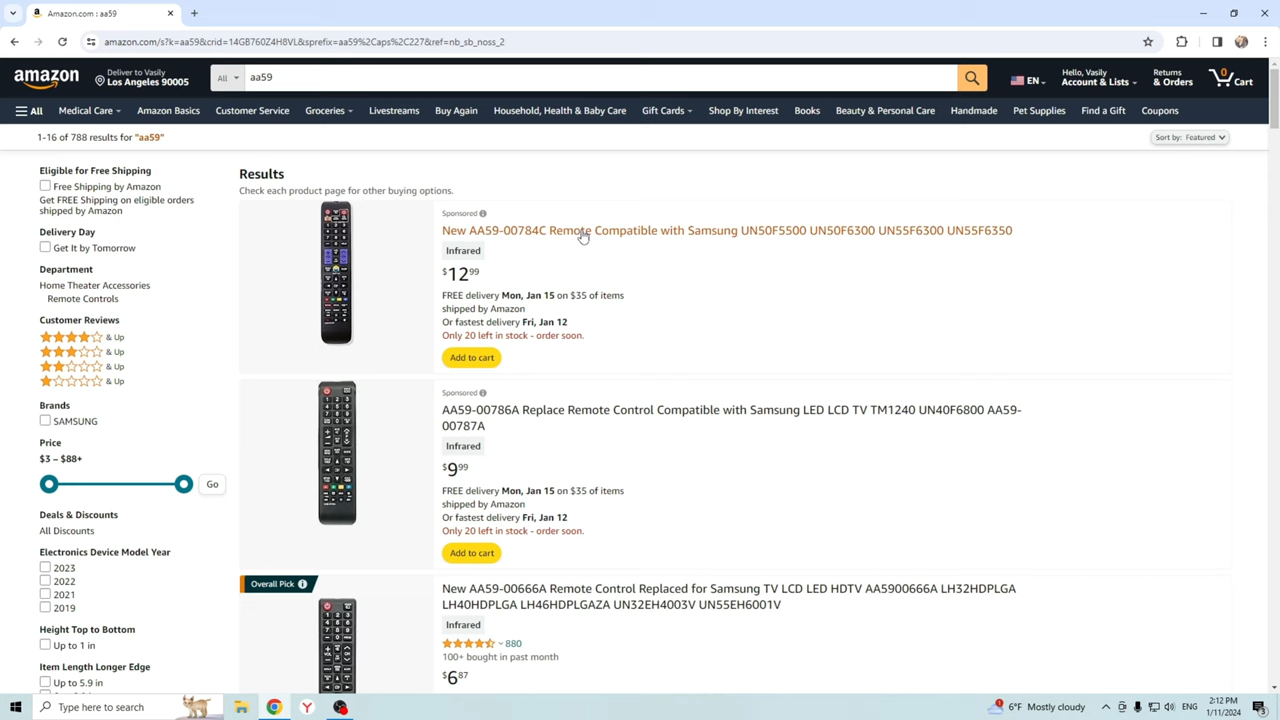 Amazon.com : aa59
amazon.com/s?k=aa59&crid=14GB760Z4H8VL&sprefix=aa59%2Caps%2C227&ref=nb_sb_noss_2
amazon
Deliver to Vasily
Los Angeles 90005
All
aa59
EN
Hello, Vasily
Account & Lists
Returns
& Orders
0
Cart
All
Medical Care
Amazon Basics
Customer Service
Groceries
Livestreams
Buy Again
Household, Health & Baby Care
Gift Cards
Shop By Interest
Books
Beauty & Personal Care
Handmade
Pet Supplies
Find a Gift
Coupons
1-16 of 788 results for "aa59"
Sort by: Featured
Eligible for Free Shipping
Free Shipping by Amazon
Get FREE Shipping on eligible orders
shipped by Amazon
Delivery Day
Get It by Tomorrow
Department
Home Theater Accessories
Remote Controls
Customer Reviews
& Up
& Up
& Up
& Up
Brands
SAMSUNG
Price
$3 – $88+
Go
Deals & Discounts
All Discounts
Electronics Device Model Year
2023
2022
2021
2019
Height Top to Bottom
Up to 1 in
Item Length Longer Edge
Up to 5.9 in
Results
Check each product page for other buying options.
Sponsored
New AA59-00784C Remote Compatible with Samsung UN50F5500 UN50F6300 UN55F6300 UN55F6350
Infrared
$12 99
FREE delivery Mon, Jan 15 on $35 of items
shipped by Amazon
Or fastest delivery Fri, Jan 12
Only 20 left in stock - order soon.
Add to cart
Sponsored
AA59-00786A Replace Remote Control Compatible with Samsung LED LCD TV TM1240 UN40F6800 AA59-
00787A
Infrared
$9 99
FREE delivery Mon, Jan 15 on $35 of items
shipped by Amazon
Or fastest delivery Fri, Jan 12
Only 20 left in stock - order soon.
Add to cart
Overall Pick
New AA59-00666A Remote Control Replaced for Samsung TV LCD LED HDTV AA5900666A LH32HDPLGA
LH40HDPLGA LH46HDPLGAZA UN32EH4003V UN55EH6001V
Infrared
880
100+ bought in past month
$6 87
Type here to search
6°F Mostly cloudy
ENG
2:12 PM
1/11/2024